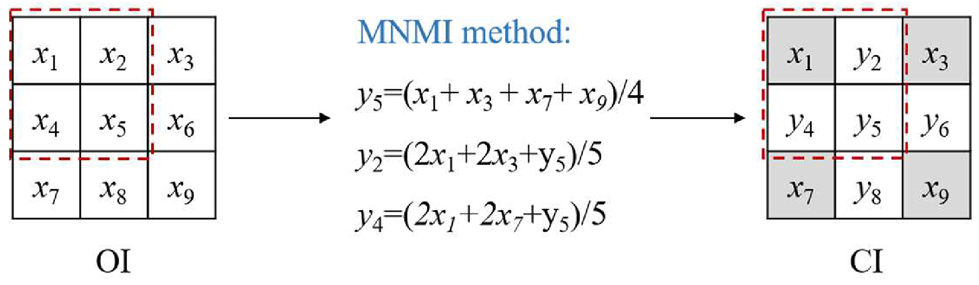 x₁ x₂ x₃
x₄ x₅ x₆
x₇ x₈ x₉
OI
MNMI method:
y₅=(x₁+ x₃ + x₇+ x₉)/4
y₂=(2x₁+2x₃+y₅)/5
y₄=(2x₁+2x₇+y₅)/5
x₁ y₂ x₃
y₄ y₅ y₆
x₇ y₈ x₉
CI